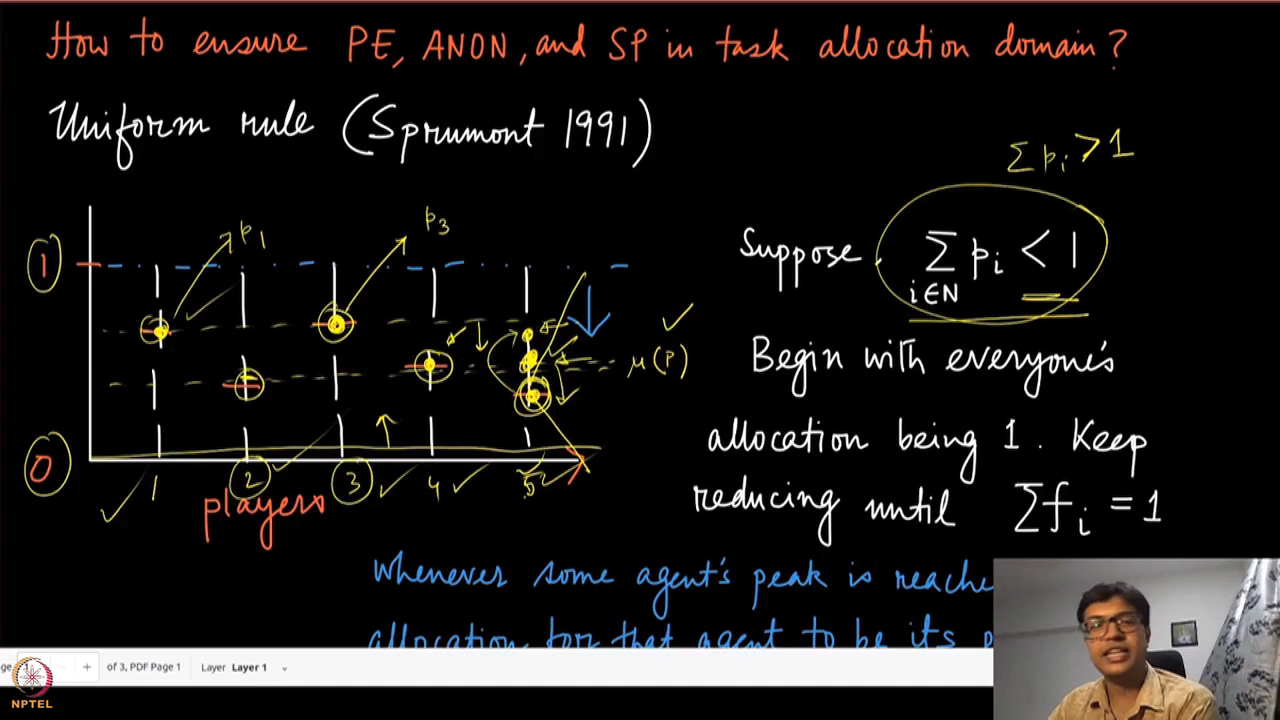 How to ensure PE, ANON, and SP in task allocation domain?
Uniform rule (Sprumont 1991)
Σ pᵢ > 1
Suppose. Σ pᵢ < 1
i∈N
p₁
p₃
1
μ(P)
0
1 2 3 4 5
players
Begin with everyone's
allocation being 1. Keep
reducing until Σfᵢ = 1
Whenever some agent's peak is reache
allocation for that agent to be its p
of 3, PDF Page 1
Layer Layer 1
NPTEL